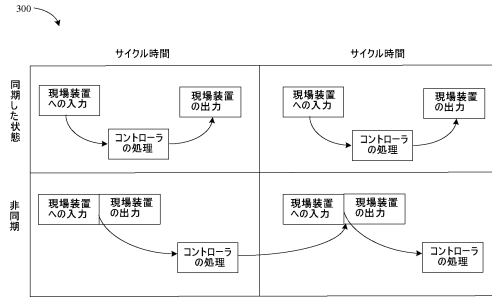 300
サイクル時間
サイクル時間
同期した状態
現場装置
への入力
コントローラ
の処理
現場装置
の出力
現場装置
への入力
コントローラ
の処理
現場装置
の出力
非同期
現場装置
への入力
現場装置
の出力
コントローラ
の処理
現場装置
への入力
現場装置
の出力
コントローラ
の処理